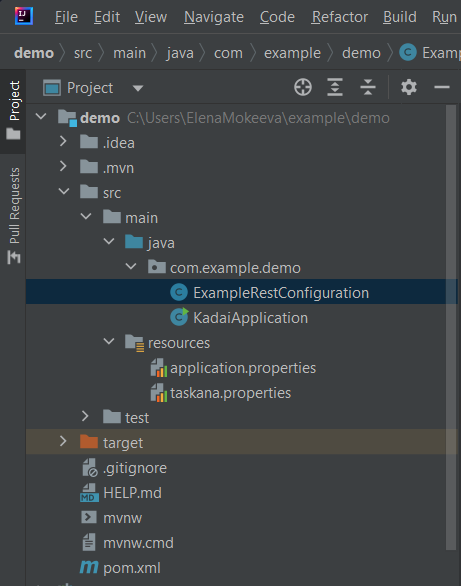 File Edit View Navigate Code Refactor Build Run
demo src main java com example demo Examp
Project
demo C:\Users\ElenaMokeeva\example\demo
.idea
.mvn
src
main
java
com.example.demo
ExampleRestConfiguration
KadaiApplication
resources
application.properties
taskana.properties
test
target
.gitignore
HELP.md
mvnw
mvnw.cmd
pom.xml
Project
Pull Requests